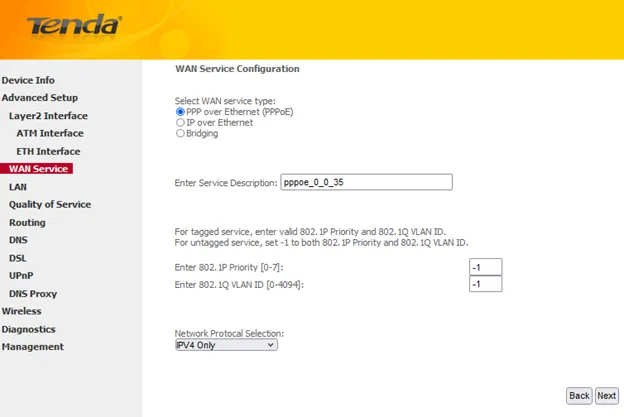 Tenda
Device Info
Advanced Setup
Layer2 Interface
ATM Interface
ETH Interface
WAN Service
LAN
Quality of Service
Routing
DNS
DSL
UPnP
DNS Proxy
Wireless
Diagnostics
Management
WAN Service Configuration
Select WAN service type:
PPP over Ethernet (PPPoE)
IP over Ethernet
Bridging
Enter Service Description: pppoe_0_0_35
For tagged service, enter valid 802.1P Priority and 802.1Q VLAN ID.
For untagged service, set -1 to both 802.1P Priority and 802.1Q VLAN ID.
Enter 802.1P Priority [0-7]: -1
Enter 802.1Q VLAN ID [0-4094]: -1
Network Protocal Selection:
IPV4 Only
Back Next